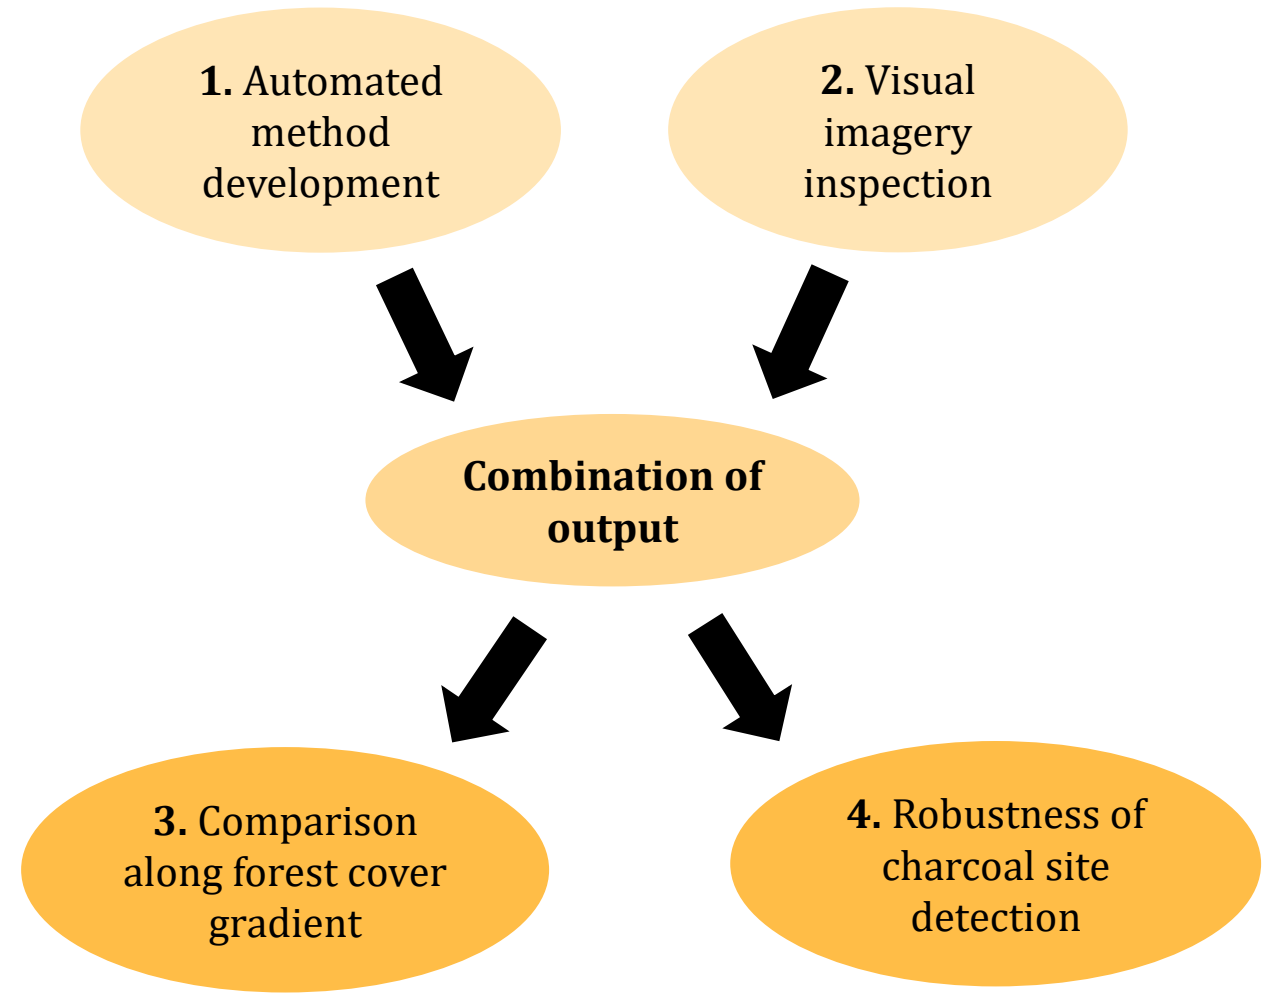 1. Automated
method
development
2. Visual
imagery
inspection
Combination of
output
3. Comparison
along forest cover
gradient
4. Robustness of
charcoal site
detection